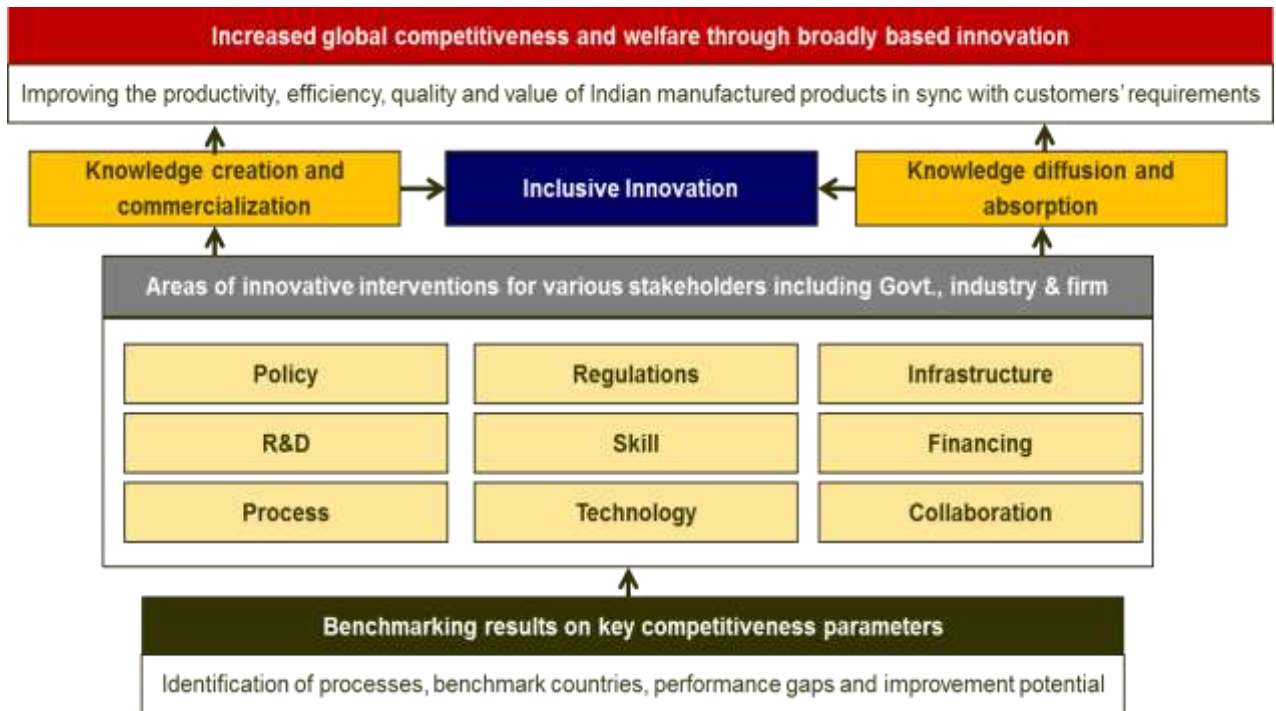 Increased global competitiveness and welfare through broadly based innovation
Improving the productivity, efficiency, quality and value of Indian manufactured products in sync with customers' requirements
Knowledge creation and
commercialization
Inclusive Innovation
Knowledge diffusion and
absorption
Areas of innovative interventions for various stakeholders including Govt., industry & firm
Policy
Regulations
Infrastructure
R&D
Skill
Financing
Process
Technology
Collaboration
Benchmarking results on key competitiveness parameters
Identification of processes, benchmark countries, performance gaps and improvement potential